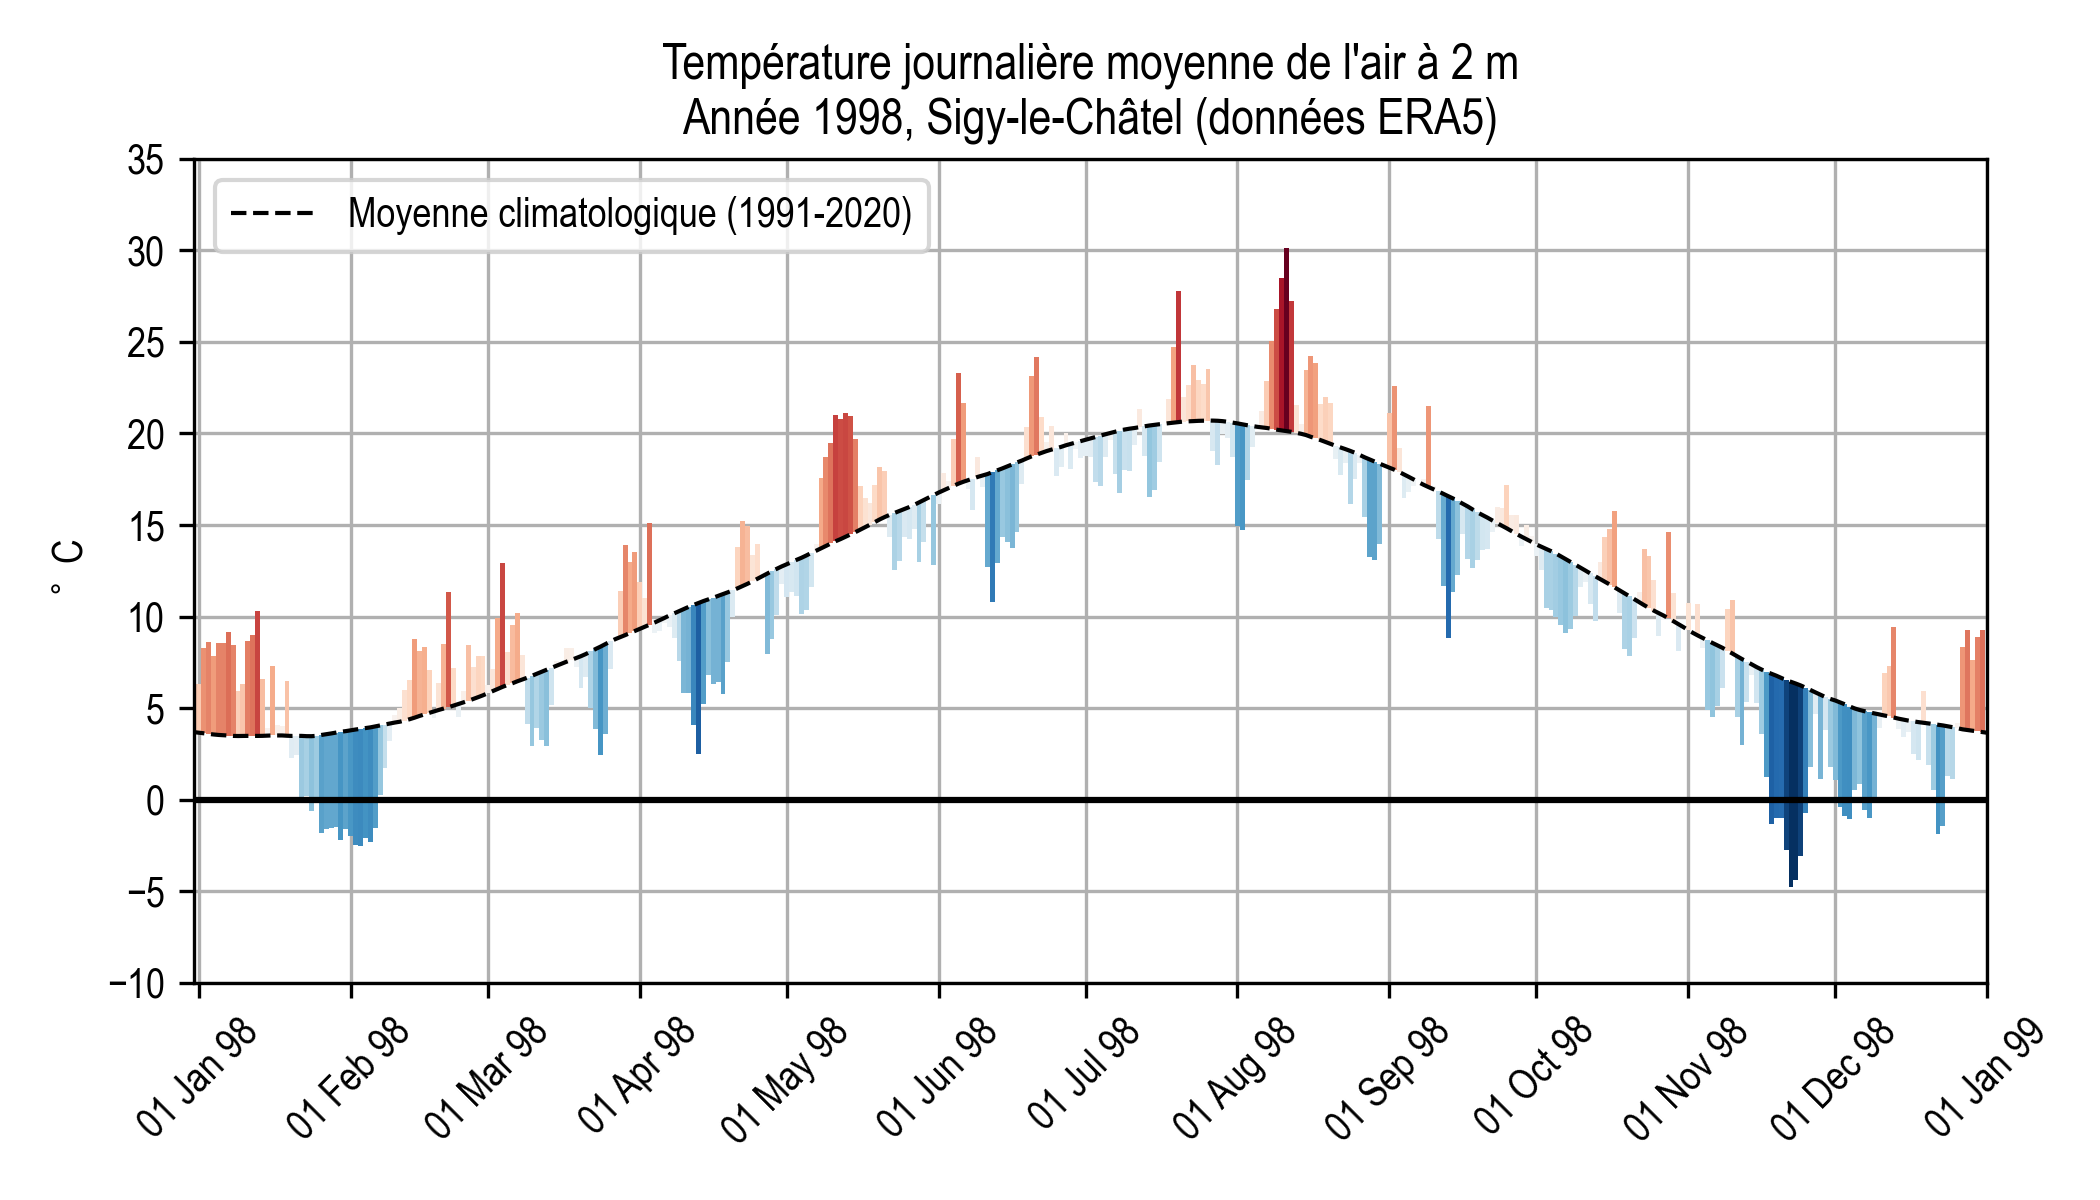 Température journalière moyenne de l'air à 2 m
Année 1998, Sigy-le-Châtel (données ERA5)
Moyenne climatologique (1991-2020)
35
30
25
20
15
10
5
0
−5
−10
° C
01 Jan 98
01 Feb 98
01 Mar 98
01 Apr 98
01 May 98
01 Jun 98
01 Jul 98
01 Aug 98
01 Sep 98
01 Oct 98
01 Nov 98
01 Dec 98
01 Jan 99